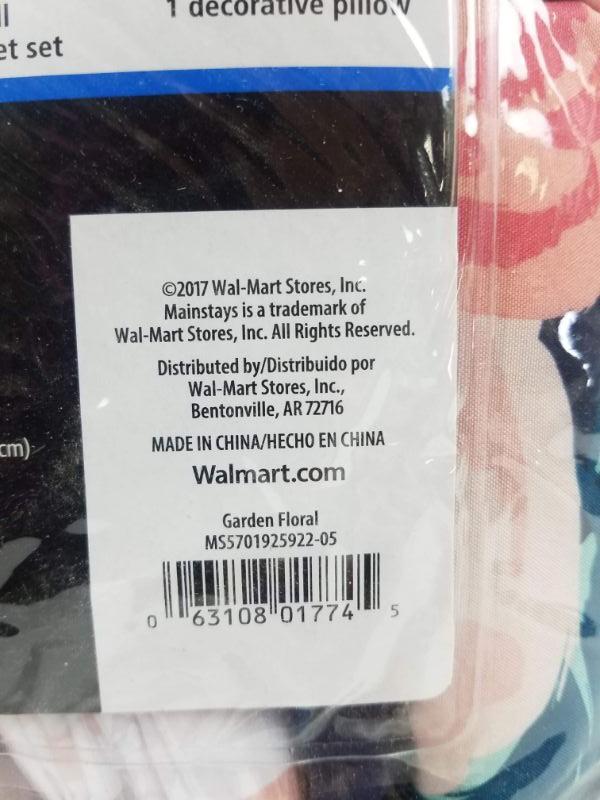 1 decorative pillow
et set
©2017 Wal-Mart Stores, Inc.
Mainstays is a trademark of
Wal-Mart Stores, Inc. All Rights Reserved.
Distributed by/Distribuido por
Wal-Mart Stores, Inc.,
Bentonville, AR 72716
cm)
MADE IN CHINA/HECHO EN CHINA
Walmart.com
Garden Floral
MS5701925922-05
0 63108 01774 5